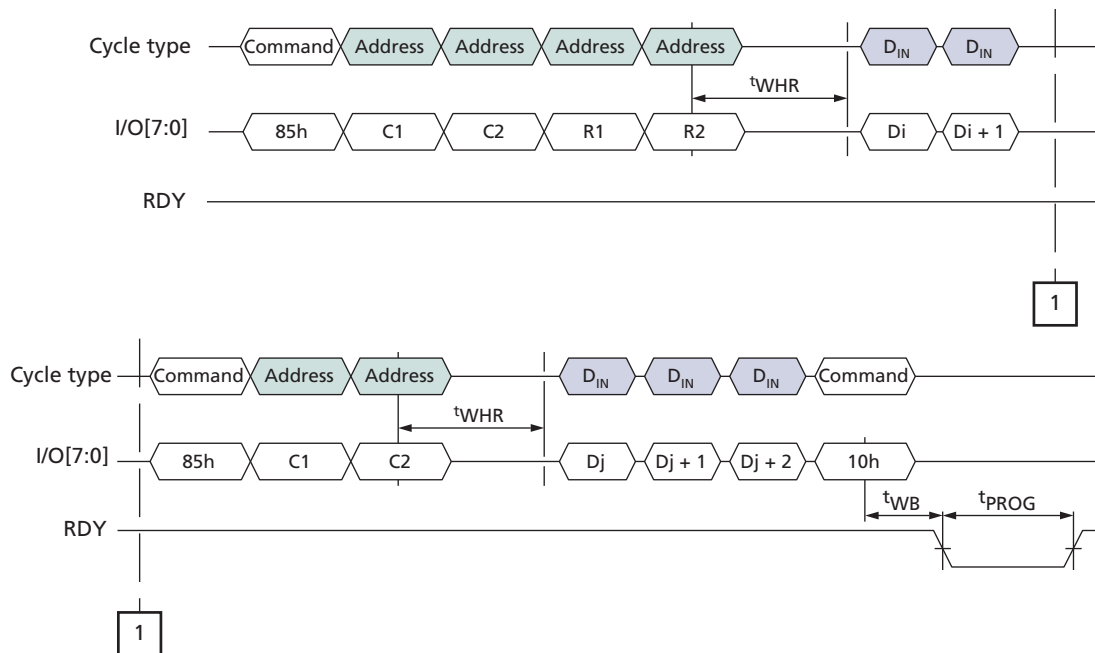 Cycle type Command Address Address Address Address DIN DIN
tWHR
I/O[7:0] 85h C1 C2 R1 R2 Di Di + 1
RDY
1
Cycle type Command Address Address DIN DIN DIN Command
tWHR
I/O[7:0] 85h C1 C2 Dj Dj + 1 Dj + 2 10h
tWB tPROG
RDY
1